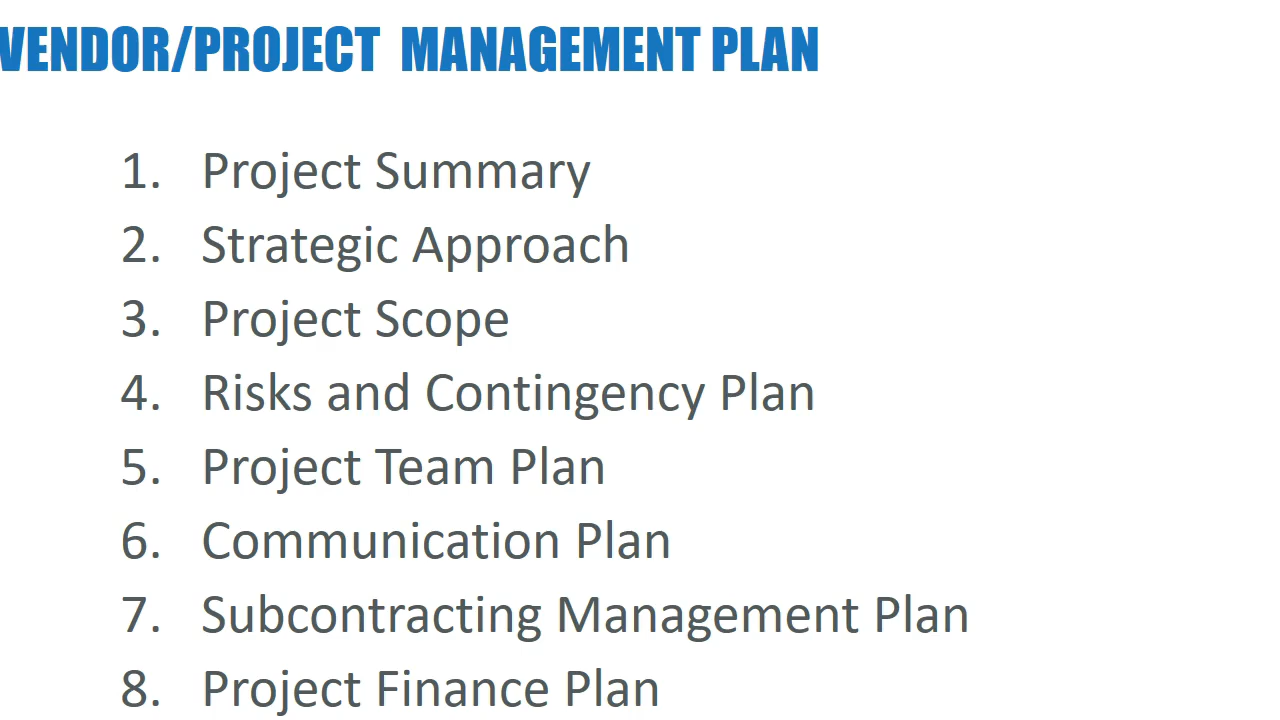 VENDOR/PROJECT MANAGEMENT PLAN
1. Project Summary
2. Strategic Approach
3. Project Scope
4. Risks and Contingency Plan
5. Project Team Plan
6. Communication Plan
7. Subcontracting Management Plan
8. Project Finance Plan